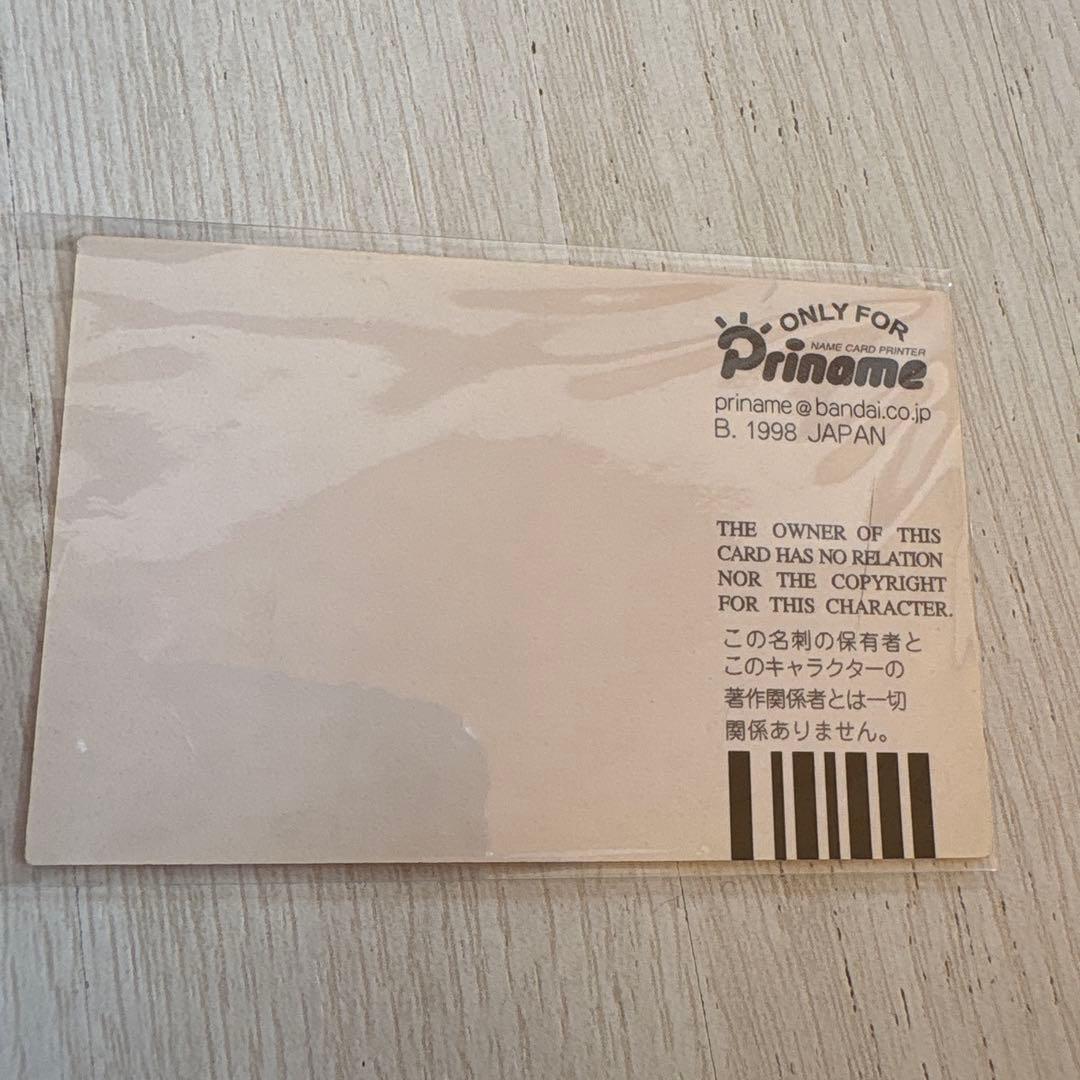 ONLY FOR
NAME CARD PRINTER
Priname
priname@bandai.co.jp
B. 1998 JAPAN
THE OWNER OF THIS
CARD HAS NO RELATION
NOR THE COPYRIGHT
FOR THIS CHARACTER.
この名刺の保有者と
このキャラクターの
著作関係者とは一切
関係ありません。